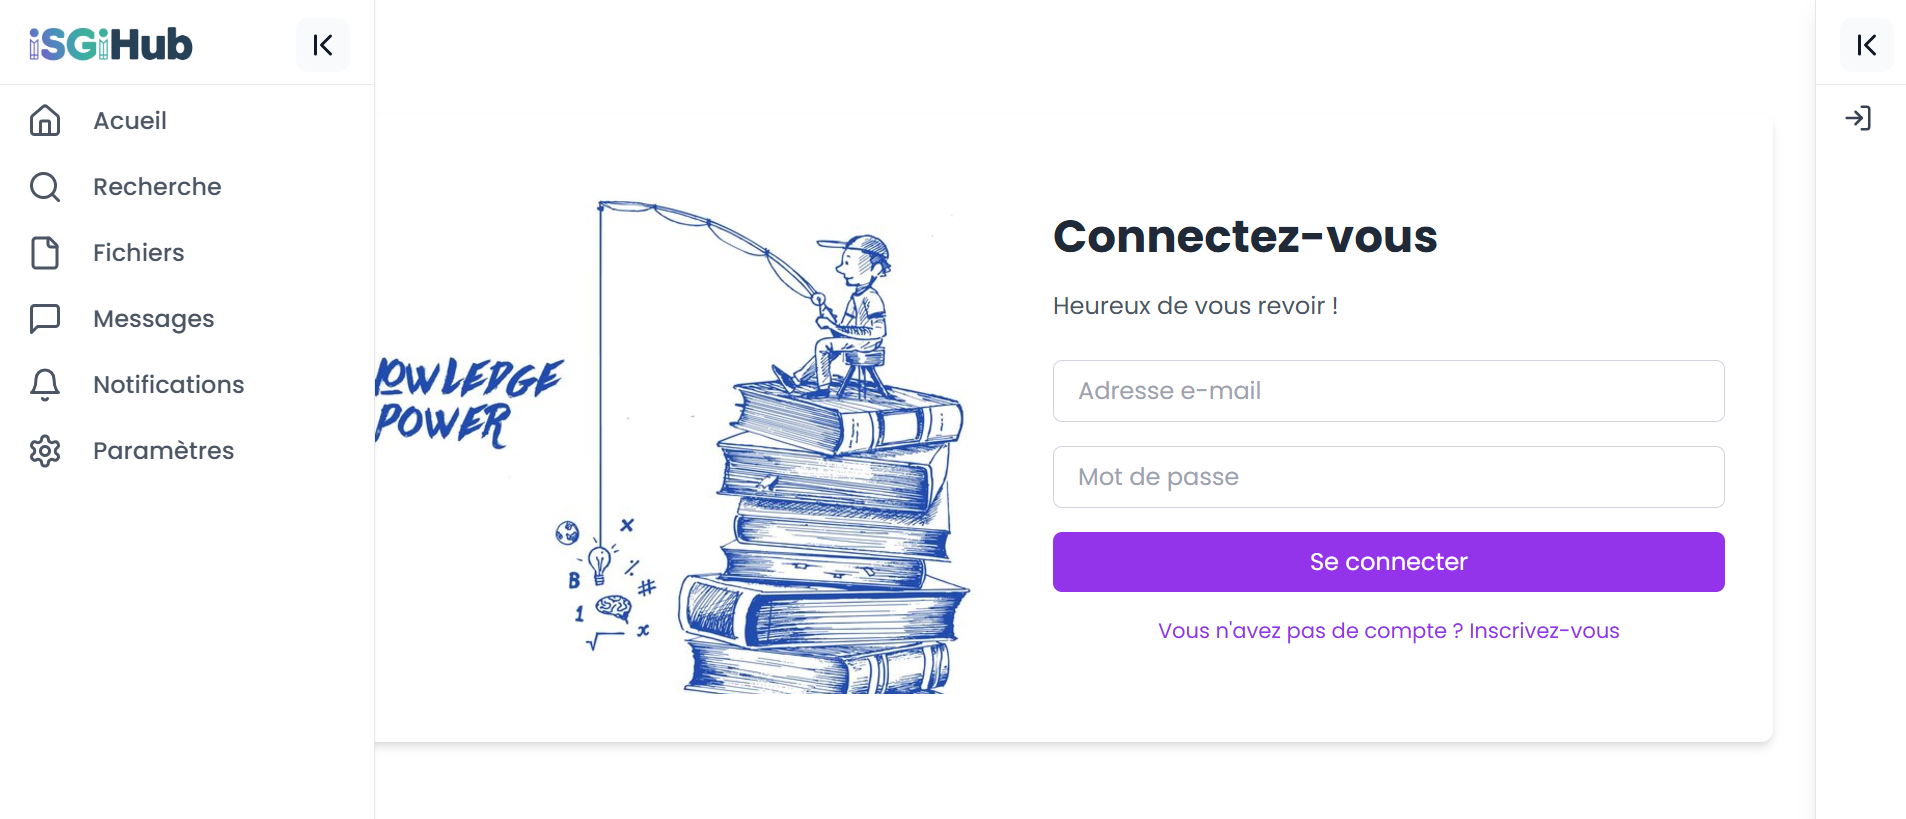 iSGiHub
Acueil
Recherche
Fichiers
Messages
Notifications
Paramètres
OWLEDGE
POWER
x
%
B
#
1
√
x
Connectez-vous
Heureux de vous revoir !
Adresse e-mail
Mot de passe
Se connecter
Vous n'avez pas de compte ? Inscrivez-vous